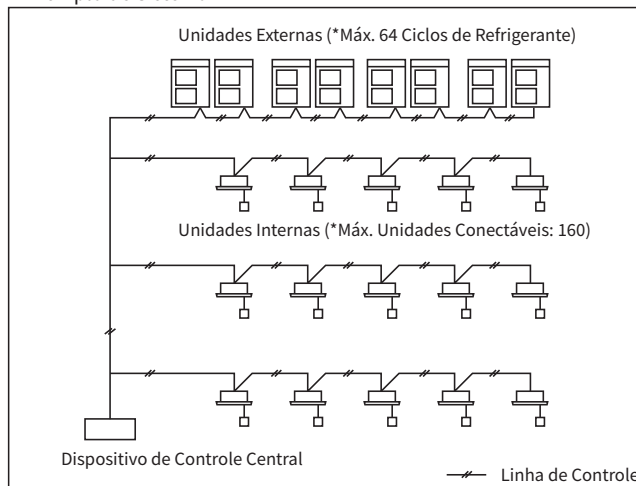 Unidades Externas (*Máx. 64 Ciclos de Refrigerante)
Unidades Internas (*Máx. Unidades Conectáveis: 160)
Dispositivo de Controle Central
Linha de Controle